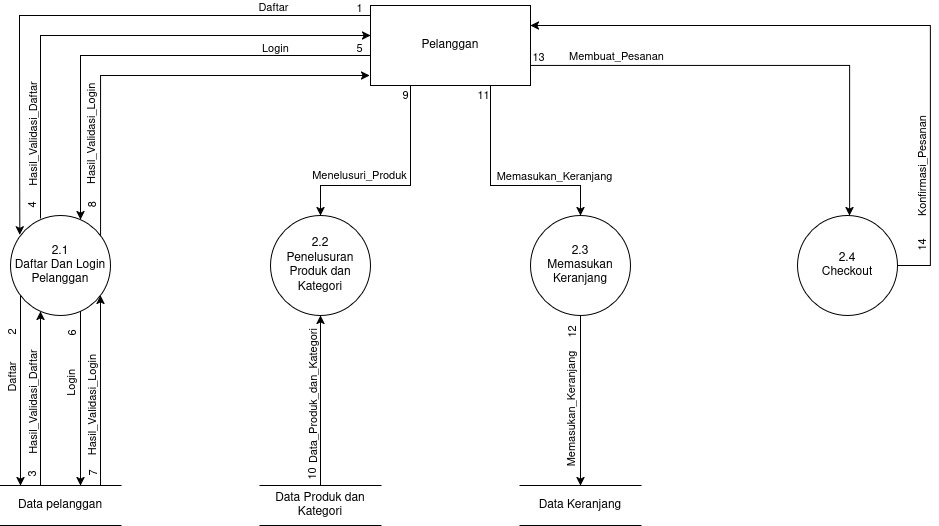 Daftar
1
Login
5
Pelanggan
13
Membuat_Pesanan
9
11
Menelusuri_Produk
Memasukan_Keranjang
4
Hasil_Validasi_Daftar
8
Hasil_Validasi_Login
14
Konfirmasi_Pesanan
2.1
Daftar Dan Login
Pelanggan
2.2
Penelusuran
Produk dan
Kategori
2.3
Memasukan
Keranjang
2.4
Checkout
2
Daftar
3
Hasil_Validasi_Daftar
6
Login
7
Hasil_Validasi_Login
10
Data_Produk_dan_Kategori
12
Memasukan_Keranjang
Data pelanggan
Data Produk dan
Kategori
Data Keranjang